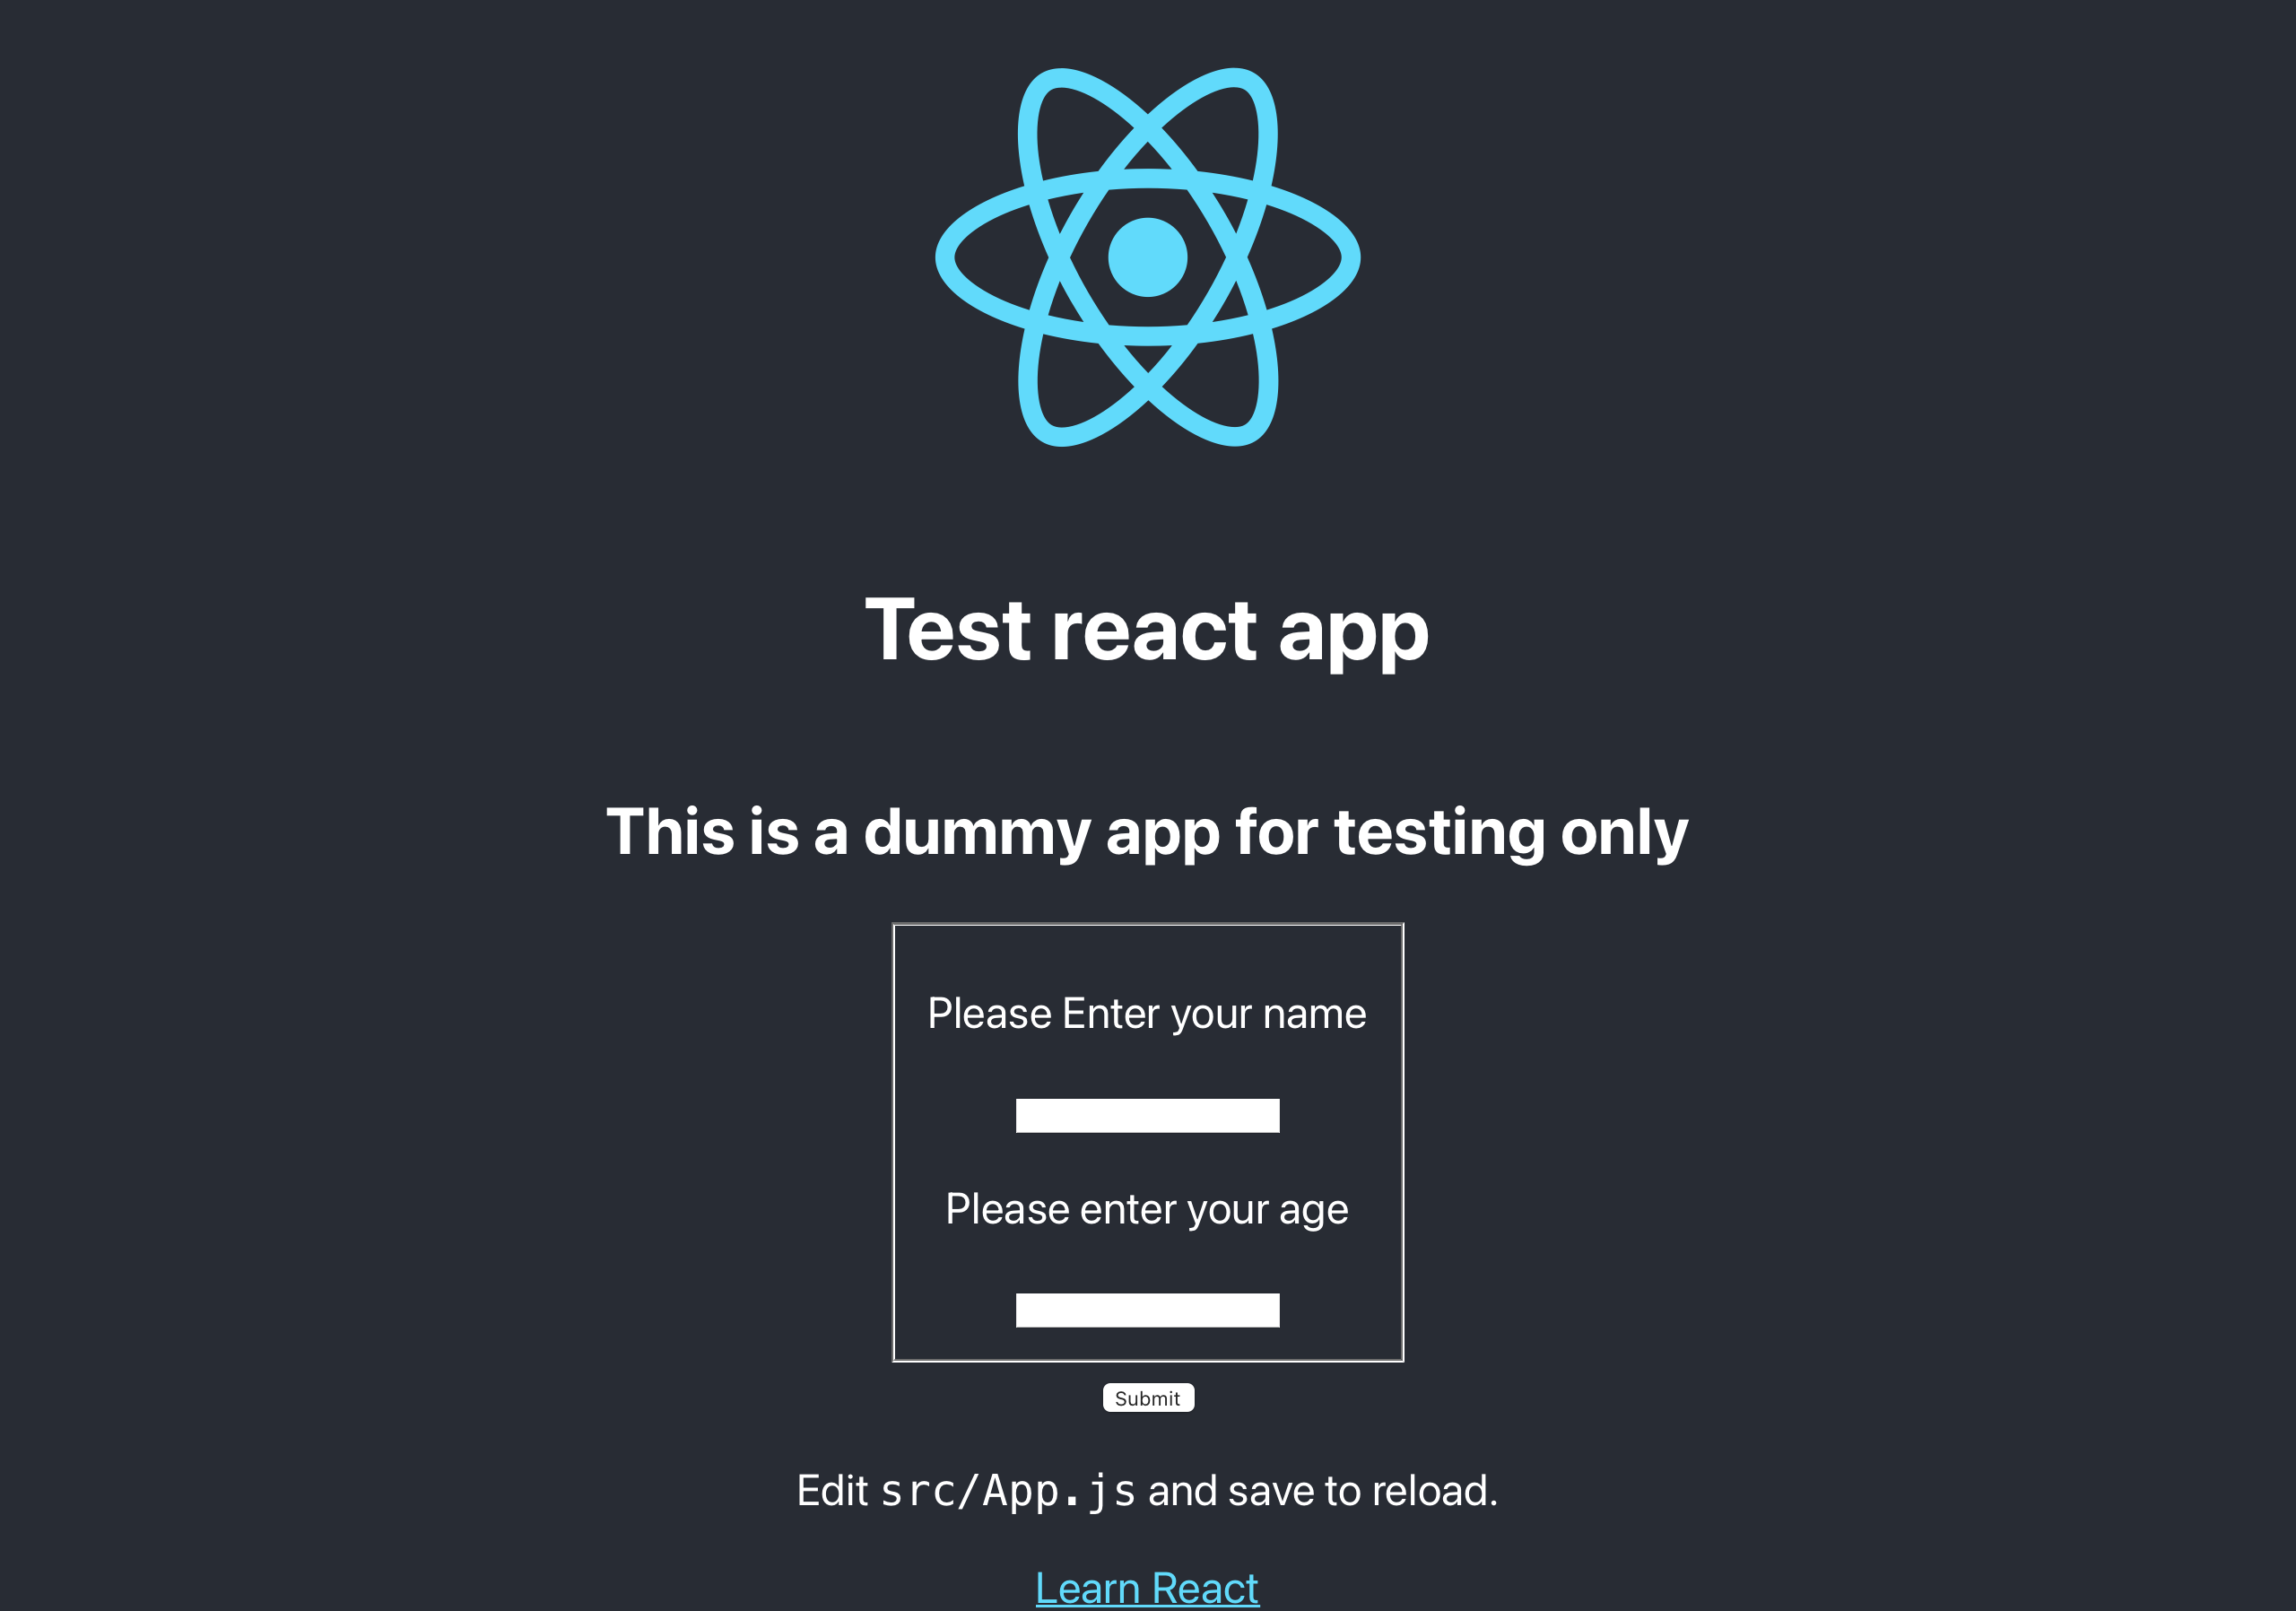 Test react app
This is a dummy app for testing only
Please Enter your name
Please enter your age
Submit
Edit src/App.js and save to reload.
Learn React